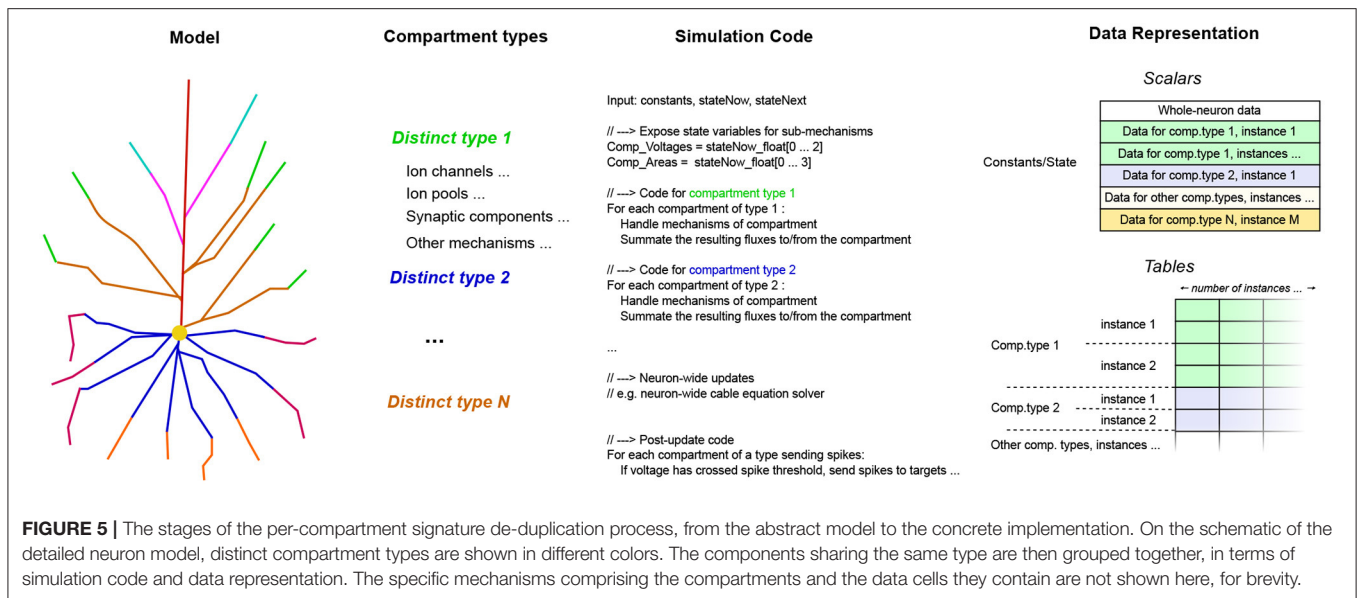 Model
Compartment types
Distinct type 1
Ion channels ...
Ion pools ...
Synaptic components ...
Other mechanisms ...
Distinct type 2
...
Distinct type N
Simulation Code
Input: constants, stateNow, stateNext
// ---> Expose state variables for sub-mechanisms
Comp_Voltages = stateNow_float[0 ... 2]
Comp_Areas = stateNow_float[0 ... 3]
// ---> Code for compartment type 1
For each compartment of type 1 :
Handle mechanisms of compartment
Summate the resulting fluxes to/from the compartment
// ---> Code for compartment type 2
For each compartment of type 2 :
Handle mechanisms of compartment
Summate the resulting fluxes to/from the compartment
...
// ---> Neuron-wide updates
// e.g. neuron-wide cable equation solver
// ---> Post-update code
For each compartment of a type sending spikes:
If voltage has crossed spike threshold, send spikes to targets ...
Data Representation
Scalars
Constants/State
Whole-neuron data
Data for comp.type 1, instance 1
Data for comp.type 1, instances ...
Data for comp.type 2, instance 1
Data for other comp.types, instances ...
Data for comp.type N, instance M
Tables
← number of instances ... →
Comp.type 1
instance 1
instance 2
Comp.type 2
instance 1
instance 2
Other comp. types, instances ...
FIGURE 5 | The stages of the per-compartment signature de-duplication process, from the abstract model to the concrete implementation. On the schematic of the
detailed neuron model, distinct compartment types are shown in different colors. The components sharing the same type are then grouped together, in terms of
simulation code and data representation. The specific mechanisms comprising the compartments and the data cells they contain are not shown here, for brevity.